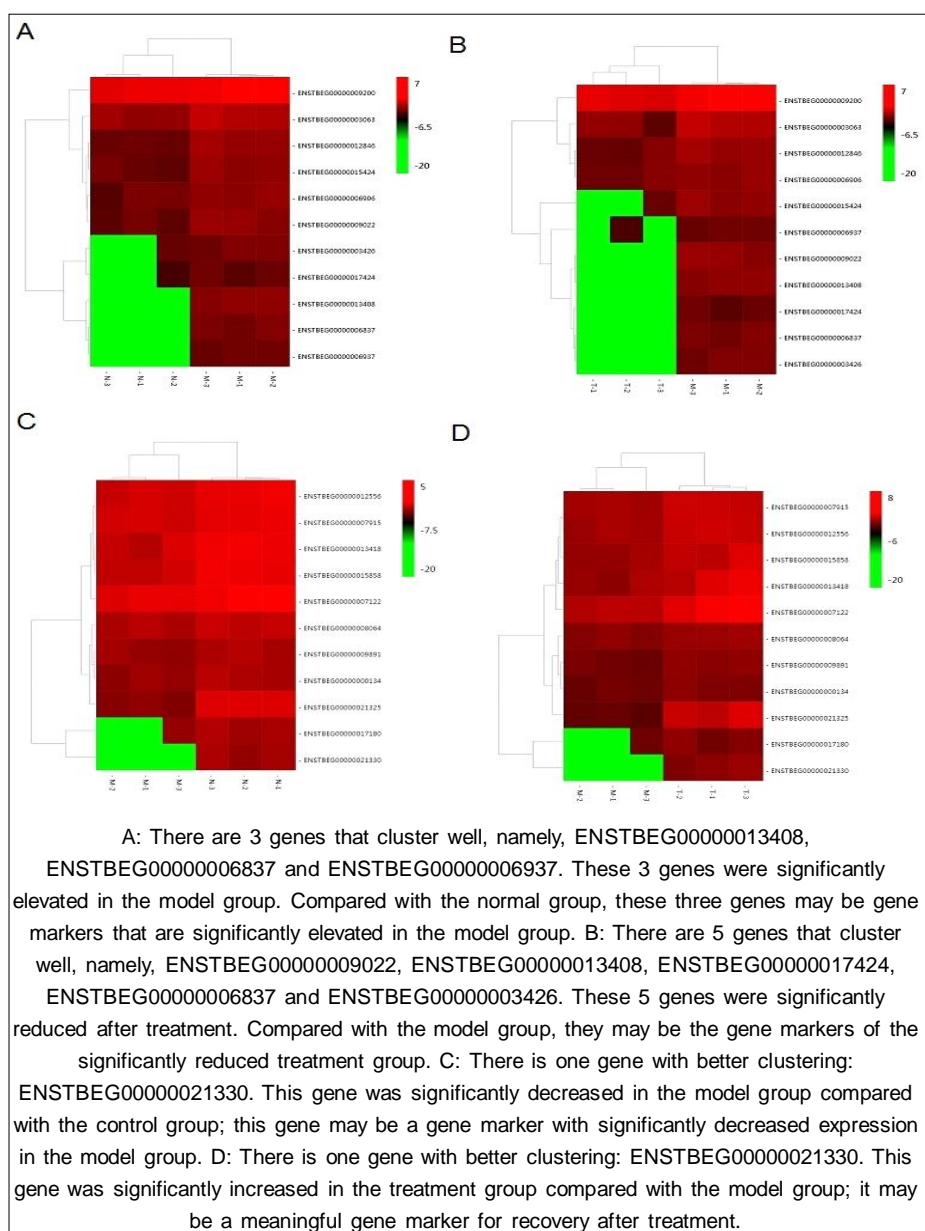 A
7
-6.5
-20
- ENSTBEG00000009200
- ENSTBEG00000003063
- ENSTBEG00000012846
- ENSTBEG00000015424
- ENSTBEG00000006906
- ENSTBEG00000009022
- ENSTBEG00000003426
- ENSTBEG00000017424
- ENSTBEG00000013408
- ENSTBEG00000006837
- ENSTBEG00000006937
- N-3
- N-1
- N-2
- M-3
- M-1
- M-2
B
7
-6.5
-20
- ENSTBEG00000009200
- ENSTBEG00000003063
- ENSTBEG00000012846
- ENSTBEG00000006906
- ENSTBEG00000015424
- ENSTBEG00000006937
- ENSTBEG00000009022
- ENSTBEG00000013408
- ENSTBEG00000017424
- ENSTBEG00000006837
- ENSTBEG00000003426
- T-1
- T-2
- T-3
- M-3
- M-1
- M-2
C
5
-7.5
-20
- ENSTBEG00000012556
- ENSTBEG00000007915
- ENSTBEG00000013418
- ENSTBEG00000015858
- ENSTBEG00000007122
- ENSTBEG00000008064
- ENSTBEG00000009891
- ENSTBEG00000000134
- ENSTBEG00000021325
- ENSTBEG00000017180
- ENSTBEG00000021330
- M-2
- M-1
- M-3
- N-3
- N-2
- N-1
D
8
-6
-20
- ENSTBEG00000007915
- ENSTBEG00000012556
- ENSTBEG00000015858
- ENSTBEG00000013418
- ENSTBEG00000007122
- ENSTBEG00000008064
- ENSTBEG00000009891
- ENSTBEG00000000134
- ENSTBEG00000021325
- ENSTBEG00000017180
- ENSTBEG00000021330
- M-2
- M-1
- M-3
- T-2
- T-1
- T-3
A: There are 3 genes that cluster well, namely, ENSTBEG00000013408,
ENSTBEG00000006837 and ENSTBEG00000006937. These 3 genes were significantly
elevated in the model group. Compared with the normal group, these three genes may be gene
markers that are significantly elevated in the model group. B: There are 5 genes that cluster
well, namely, ENSTBEG00000009022, ENSTBEG00000013408, ENSTBEG00000017424,
ENSTBEG00000006837 and ENSTBEG00000003426. These 5 genes were significantly
reduced after treatment. Compared with the model group, they may be the gene markers of the
significantly reduced treatment group. C: There is one gene with better clustering:
ENSTBEG00000021330. This gene was significantly decreased in the model group compared
with the control group; this gene may be a gene marker with significantly decreased expression
in the model group. D: There is one gene with better clustering: ENSTBEG00000021330. This
gene was significantly increased in the treatment group compared with the model group; it may
be a meaningful gene marker for recovery after treatment.